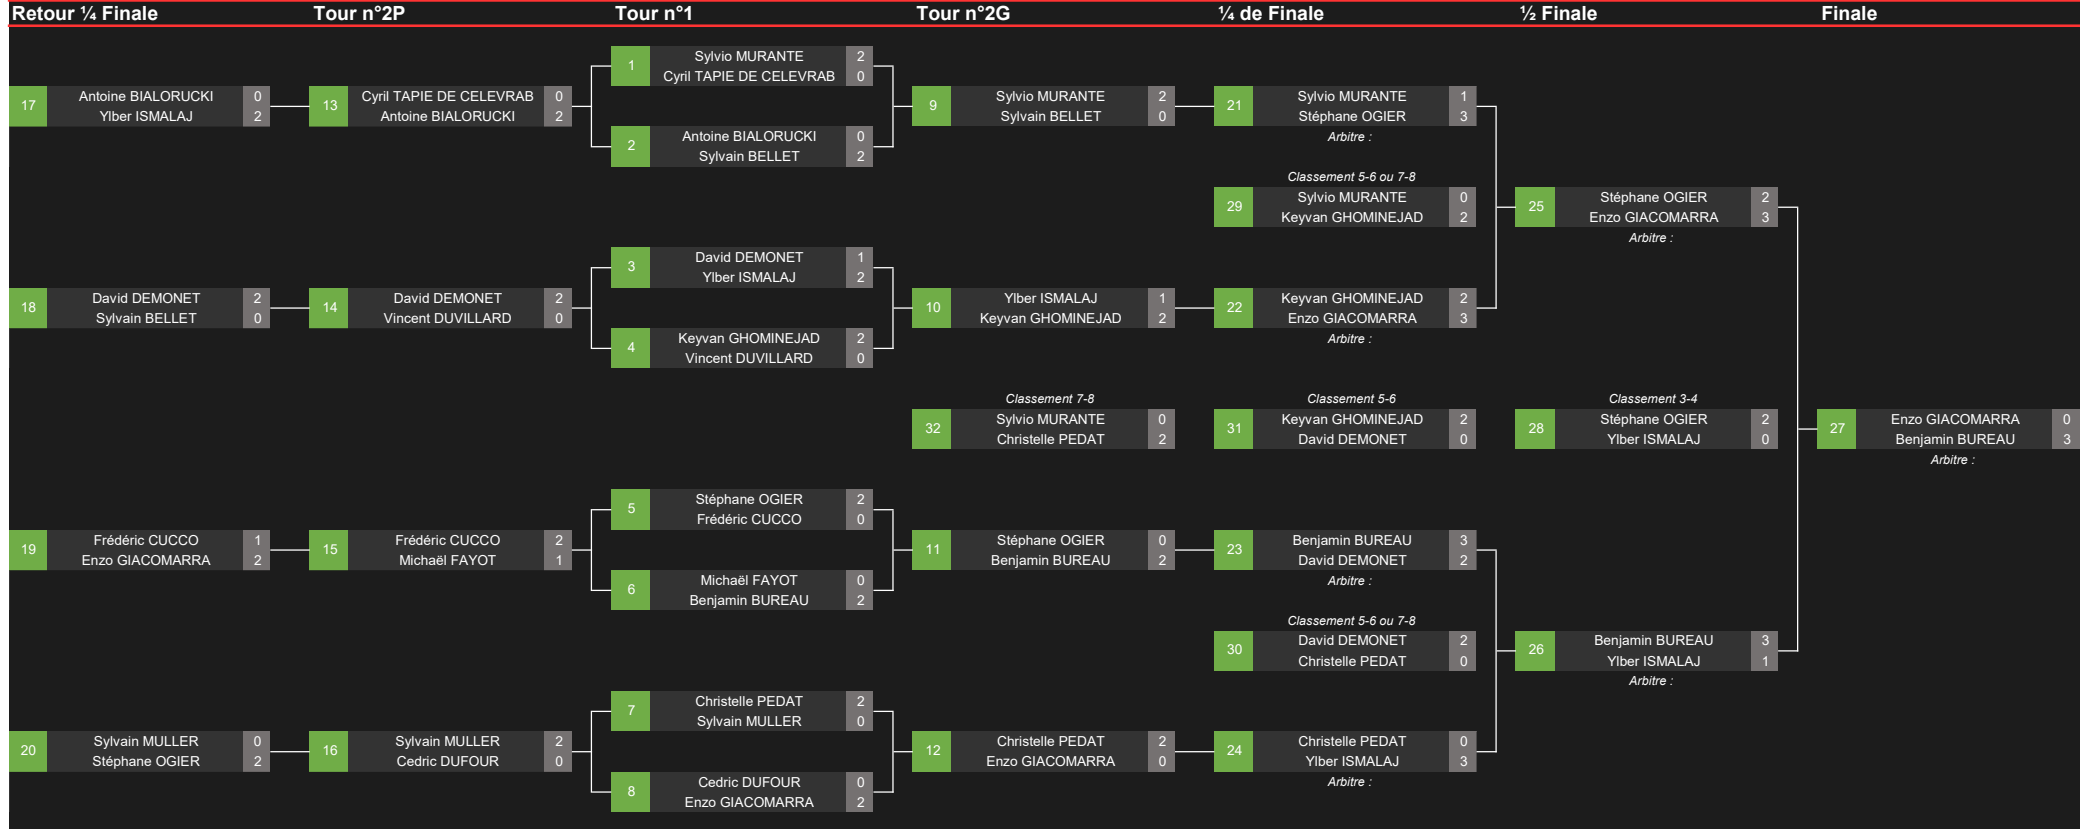 Retour ¼ Finale
Tour n°2P
Tour n°1
Tour n°2G
¼ de Finale
½ Finale
Finale
17
Antoine BIALORUCKI 0
Ylber ISMALAJ 2
18
David DEMONET 2
Sylvain BELLET 0
19
Frédéric CUCCO 1
Enzo GIACOMARRA 2
20
Sylvain MULLER 0
Stéphane OGIER 2
13
Cyril TAPIE DE CELEVRAB 0
Antoine BIALORUCKI 2
14
David DEMONET 2
Vincent DUVILLARD 0
15
Frédéric CUCCO 2
Michaël FAYOT 1
16
Sylvain MULLER 2
Cedric DUFOUR 0
1
Sylvio MURANTE 2
Cyril TAPIE DE CELEVRAB 0
2
Antoine BIALORUCKI 0
Sylvain BELLET 2
3
David DEMONET 1
Ylber ISMALAJ 2
4
Keyvan GHOMINEJAD 2
Vincent DUVILLARD 0
5
Stéphane OGIER 2
Frédéric CUCCO 0
6
Michaël FAYOT 0
Benjamin BUREAU 2
7
Christelle PEDAT 2
Sylvain MULLER 0
8
Cedric DUFOUR 0
Enzo GIACOMARRA 2
9
Sylvio MURANTE 2
Sylvain BELLET 0
10
Ylber ISMALAJ 1
Keyvan GHOMINEJAD 2
Classement 7-8
32
Sylvio MURANTE 0
Christelle PEDAT 2
11
Stéphane OGIER 0
Benjamin BUREAU 2
12
Christelle PEDAT 2
Enzo GIACOMARRA 0
21
Sylvio MURANTE 1
Stéphane OGIER 3
Arbitre :
Classement 5-6 ou 7-8
29
Sylvio MURANTE 0
Keyvan GHOMINEJAD 2
22
Keyvan GHOMINEJAD 2
Enzo GIACOMARRA 3
Arbitre :
Classement 5-6
31
Keyvan GHOMINEJAD 2
David DEMONET 0
23
Benjamin BUREAU 3
David DEMONET 2
Arbitre :
Classement 5-6 ou 7-8
30
David DEMONET 2
Christelle PEDAT 0
24
Christelle PEDAT 0
Ylber ISMALAJ 3
Arbitre :
25
Stéphane OGIER 2
Enzo GIACOMARRA 3
Arbitre :
Classement 3-4
28
Stéphane OGIER 2
Ylber ISMALAJ 0
26
Benjamin BUREAU 3
Ylber ISMALAJ 1
Arbitre :
27
Enzo GIACOMARRA 0
Benjamin BUREAU 3
Arbitre :